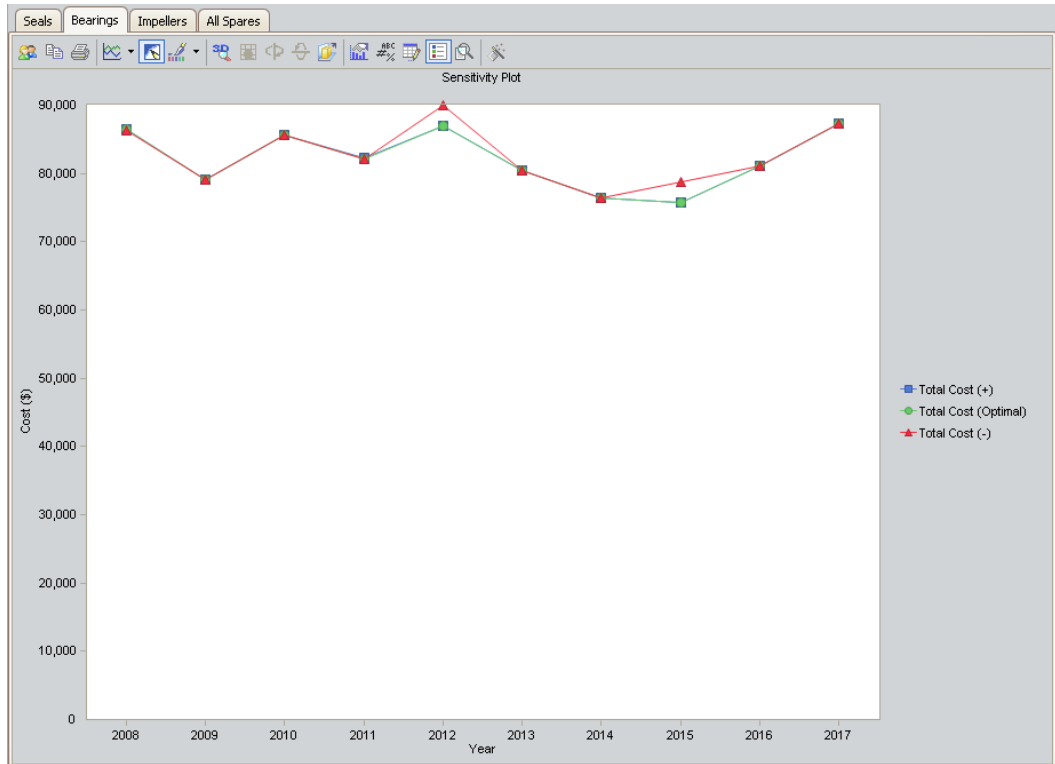 Seals Bearings Impellers All Spares
3D ABC #%
Sensitivity Plot
90,000
80,000
70,000
60,000
50,000
40,000
30,000
20,000
10,000
0
Cost ($)
2008 2009 2010 2011 2012 2013 2014 2015 2016 2017
Year
Total Cost (+)
Total Cost (Optimal)
Total Cost (-)